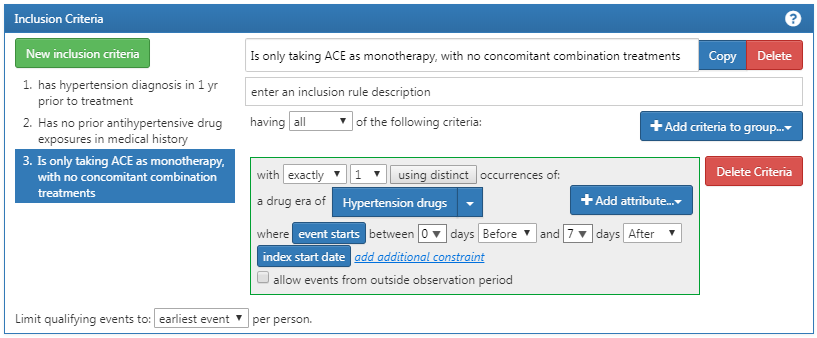 Inclusion Criteria ?
New inclusion criteria
1. has hypertension diagnosis in 1 yr
prior to treatment
2. Has no prior antihypertensive drug
exposures in medical history
3. Is only taking ACE as monotherapy,
with no concomitant combination
treatments
Is only taking ACE as monotherapy, with no concomitant combination treatments Copy Delete
enter an inclusion rule description
having all of the following criteria: Add criteria to group...
with exactly 1 using distinct occurrences of: Delete Criteria
a drug era of Hypertension drugs Add attribute...
where event starts between 0 days Before and 7 days After
index start date add additional constraint
allow events from outside observation period
Limit qualifying events to: earliest event per person.